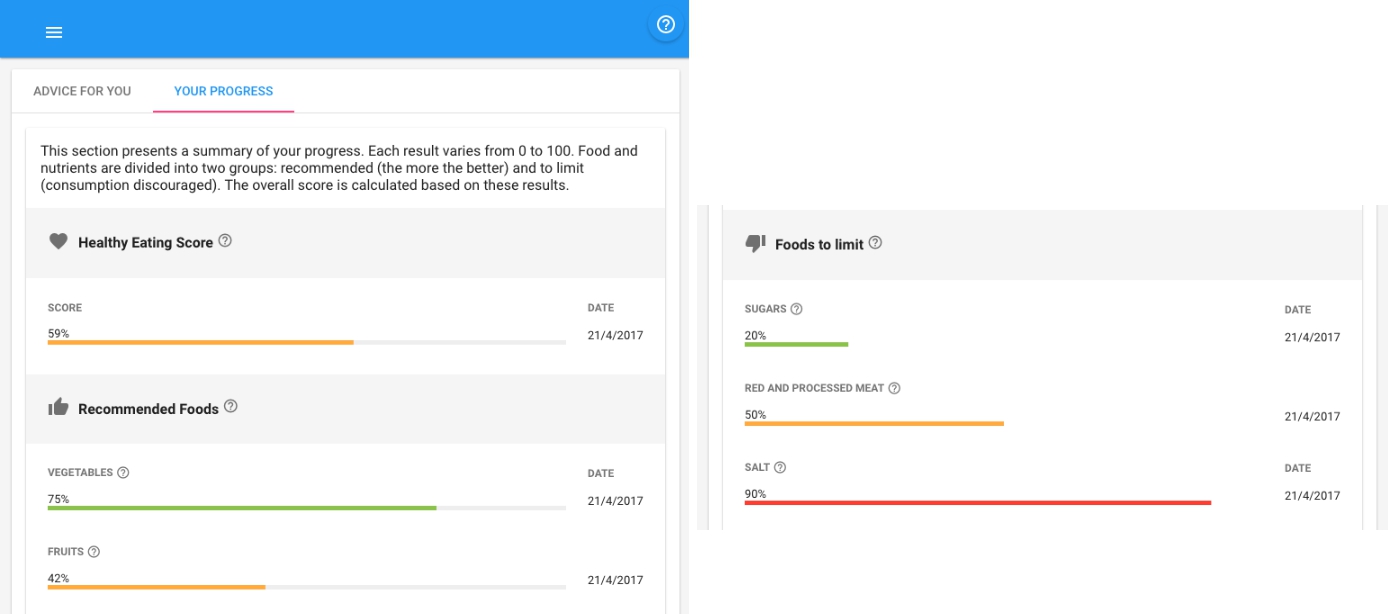 ADVICE FOR YOU
YOUR PROGRESS
This section presents a summary of your progress. Each result varies from 0 to 100. Food and
nutrients are divided into two groups: recommended (the more the better) and to limit
(consumption discouraged). The overall score is calculated based on these results.
Healthy Eating Score
SCORE DATE
59% 21/4/2017
Recommended Foods
VEGETABLES DATE
75% 21/4/2017
FRUITS
42% 21/4/2017
Foods to limit
SUGARS DATE
20% 21/4/2017
RED AND PROCESSED MEAT
50% 21/4/2017
SALT DATE
90% 21/4/2017